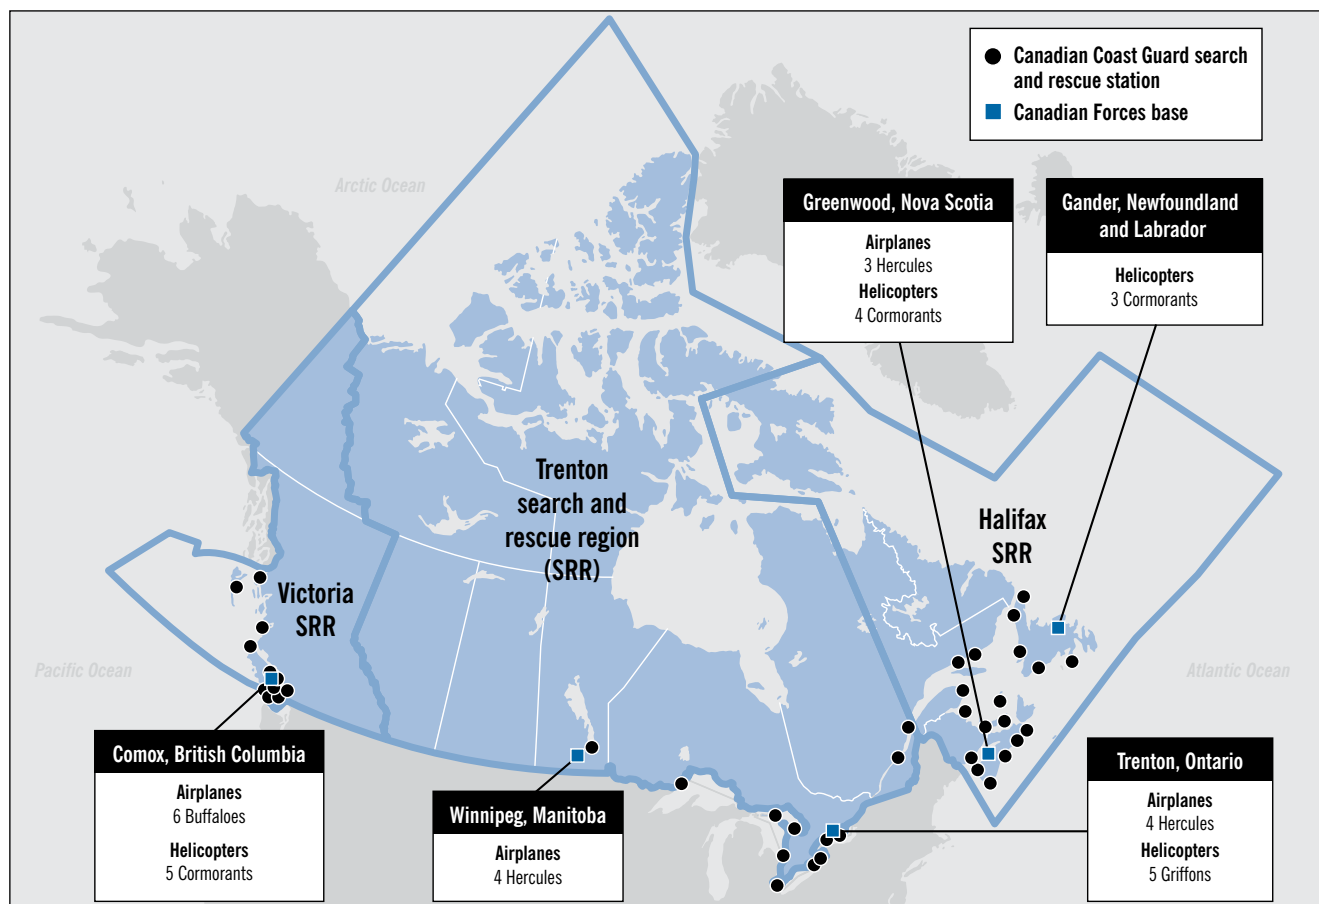 Canadian Coast Guard search
and rescue station
Canadian Forces base
Arctic Ocean
Greenwood, Nova Scotia
Airplanes
3 Hercules
Helicopters
4 Cormorants
Gander, Newfoundland
and Labrador
Helicopters
3 Cormorants
Trenton
search and
rescue region
(SRR)
Halifax
SRR
Victoria
SRR
Pacific Ocean
Atlantic Ocean
Comox, British Columbia
Airplanes
6 Buffaloes
Helicopters
5 Cormorants
Winnipeg, Manitoba
Airplanes
4 Hercules
Trenton, Ontario
Airplanes
4 Hercules
Helicopters
5 Griffons